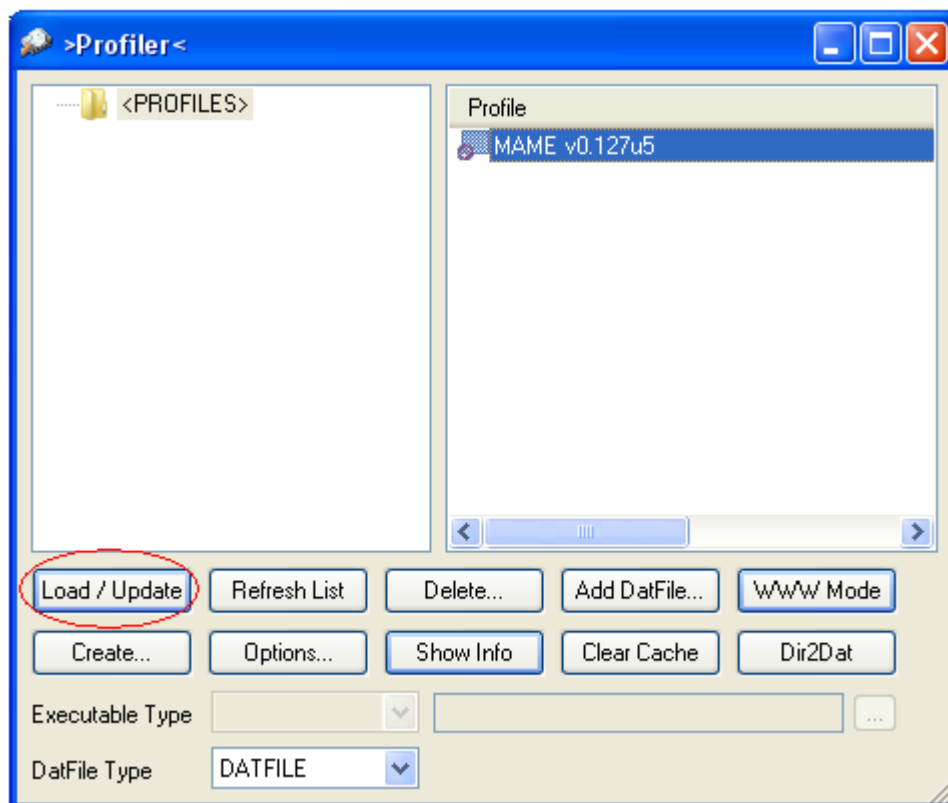 >Profiler<
<PROFILES>
Profile
MAME v0.127u5
Load / Update
Refresh List
Delete...
Add DatFile...
WWW Mode
Create...
Options...
Show Info
Clear Cache
Dir2Dat
Executable Type
...
DatFile Type
DATFILE